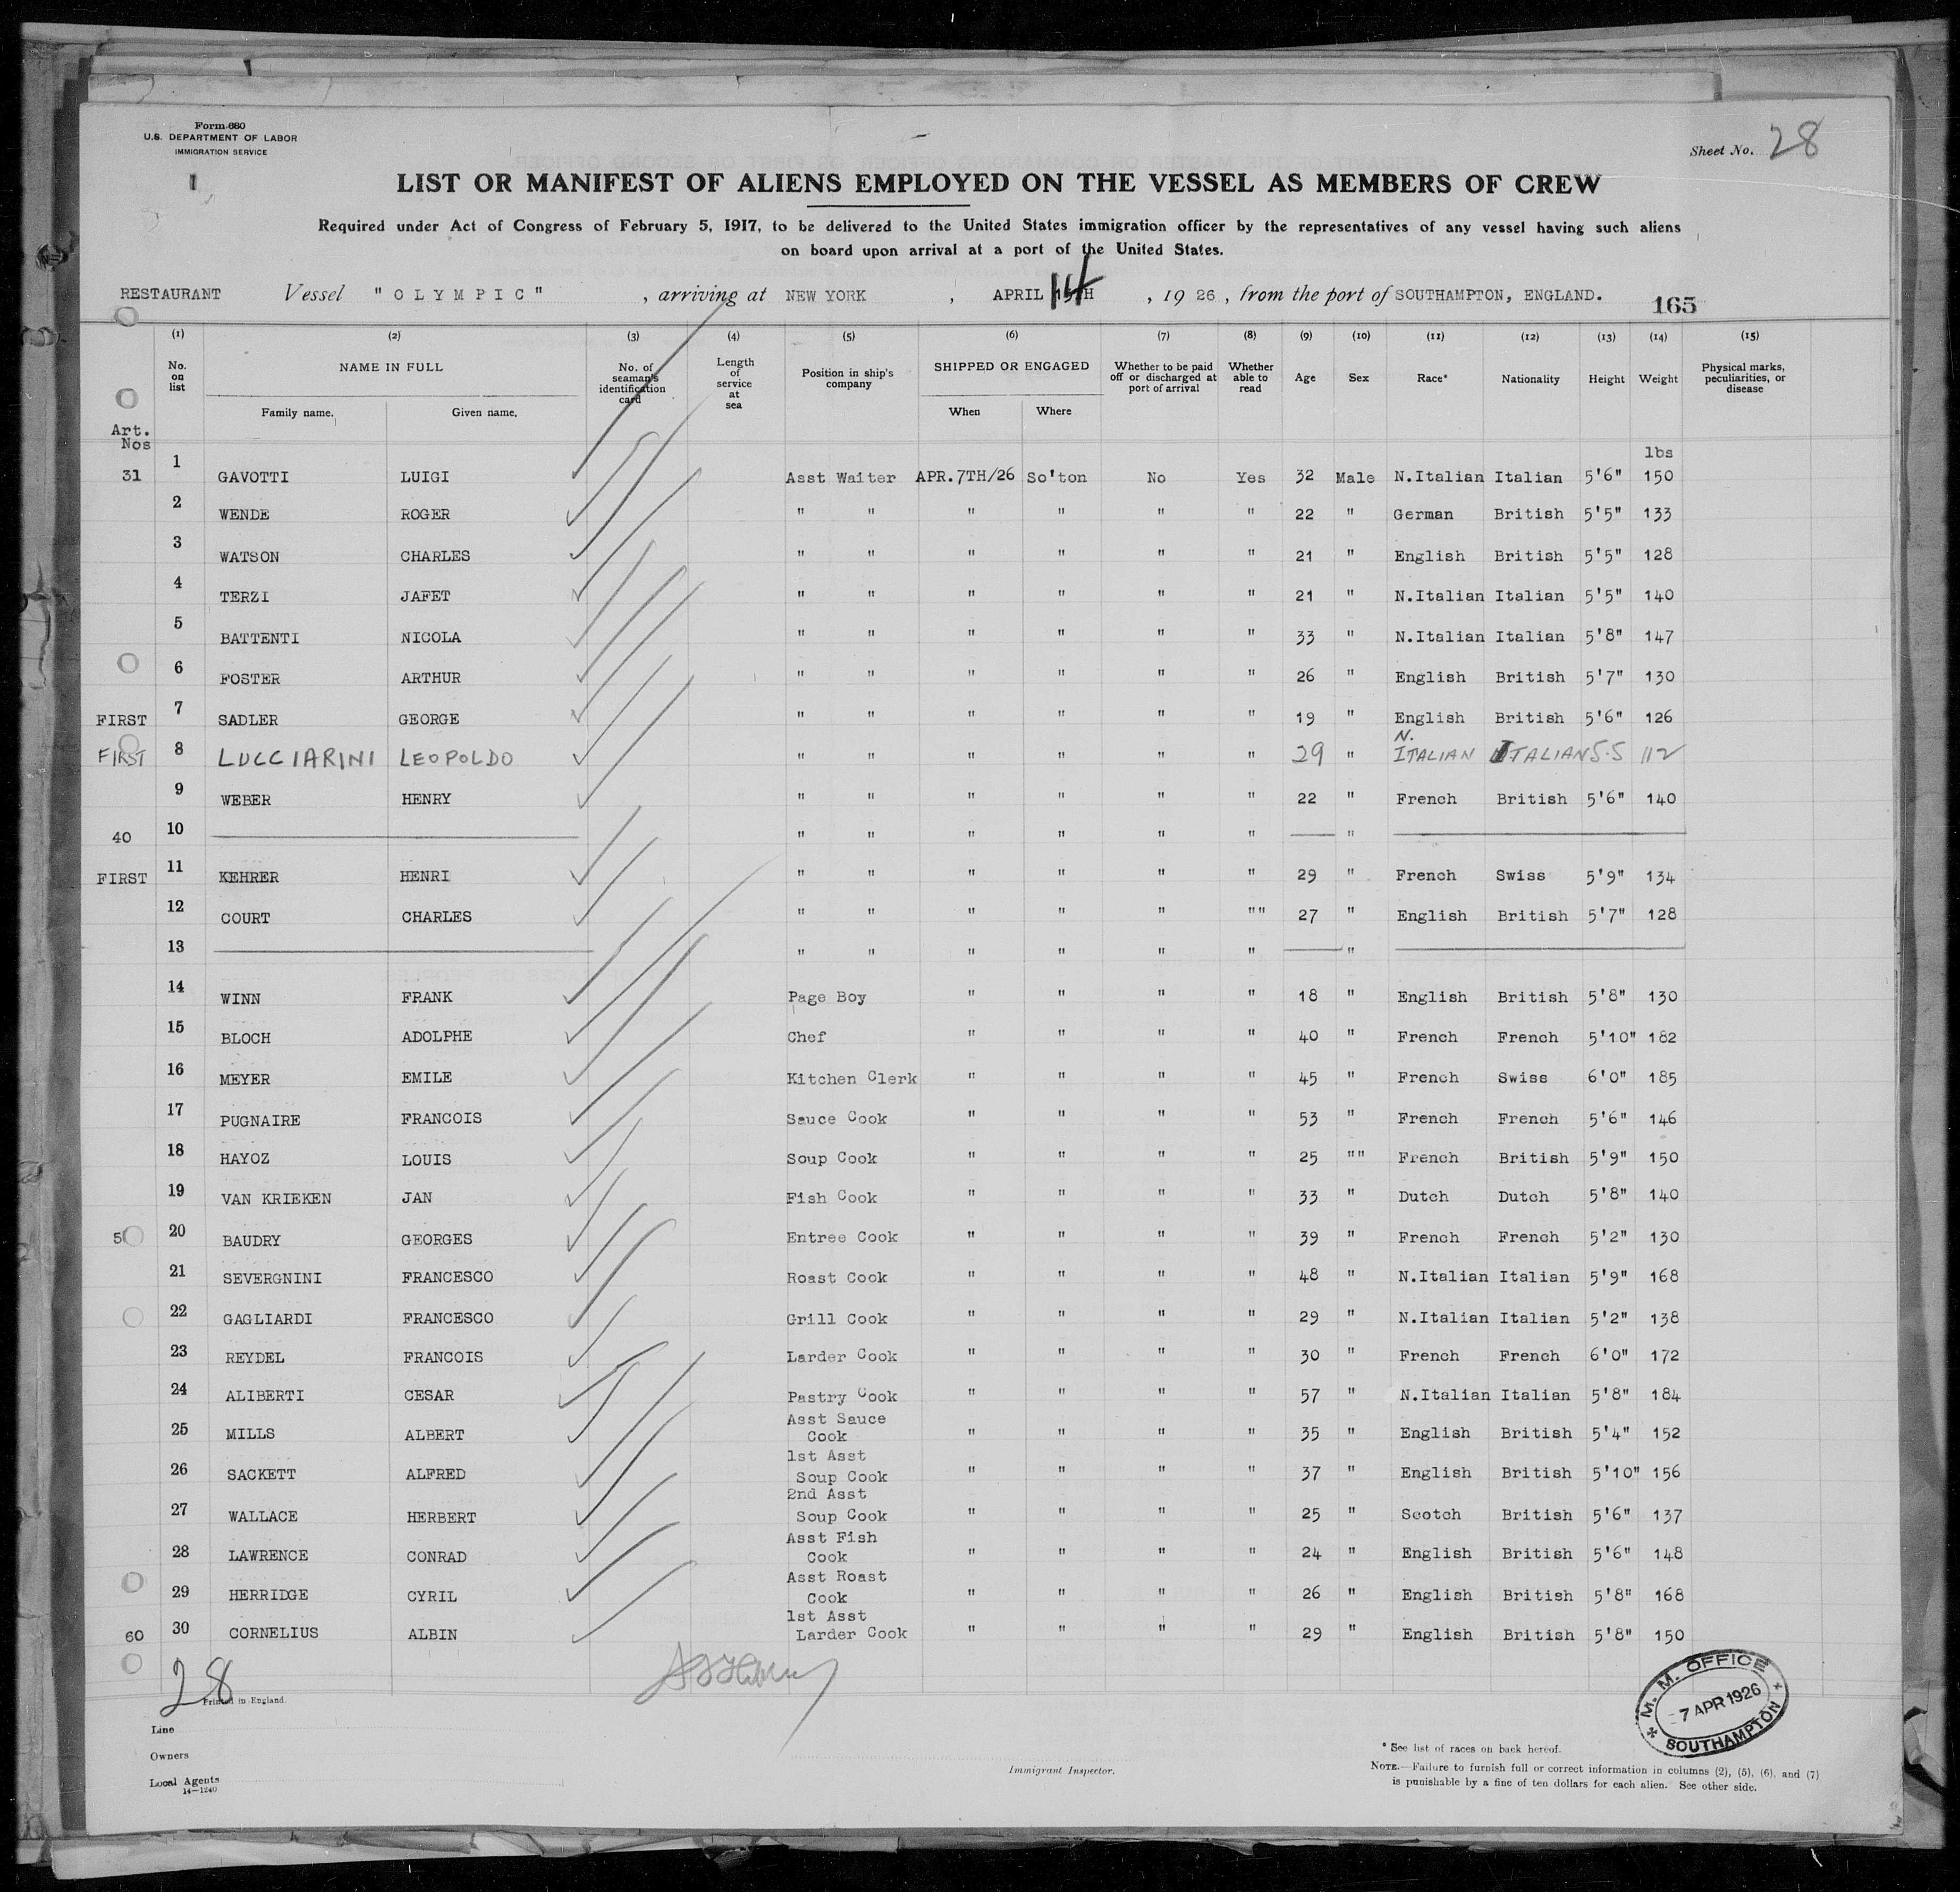 Form 680
U.S. DEPARTMENT OF LABOR
IMMIGRATION SERVICE
Sheet No. 28
LIST OR MANIFEST OF ALIENS EMPLOYED ON THE VESSEL AS MEMBERS OF CREW
Required under Act of Congress of February 5, 1917, to be delivered to the United States immigration officer by the representatives of any vessel having such aliens
on board upon arrival at a port of the United States.
RESTAURANT Vessel "OLYMPIC", arriving at NEW YORK, APRIL 14TH, 1926, from the port of SOUTHAMPTON, ENGLAND.
165
(1) (2) (3) (4) (5) (6) (7) (8) (9) (10) (11) (12) (13) (14) (15)
No. on list NAME IN FULL Family name. Given name. No. of seaman's identification card Length of service at sea Position in ship's company SHIPPED OR ENGAGED When Where Whether to be paid off or discharged at port of arrival Whether able to read Age Sex Race* Nationality Height Weight Physical marks, peculiarities, or disease
Art. Nos
lbs
31 1 GAVOTTI LUIGI Asst Waiter APR.7TH/26 So'ton No Yes 32 Male N.Italian Italian 5'6" 150
2 WENDE ROGER " " " " " " 22 " German British 5'5" 133
3 WATSON CHARLES " " " " " " 21 " English British 5'5" 128
4 TERZI JAFET " " " " " " 21 " N.Italian Italian 5'5" 140
5 BATTENTI NICOLA " " " " " " 33 " N.Italian Italian 5'8" 147
6 FOSTER ARTHUR " " " " " " 26 " English British 5'7" 130
FIRST 7 SADLER GEORGE " " " " " " 19 " English British 5'6" 126
FIRST 8 LUCCIARINI LEOPOLDO " " " " " " 29 " N. ITALIAN ITALIAN 5.5 112
9 WEBER HENRY " " " " " " 22 " French British 5'6" 140
40 10 " " " " " " "
FIRST 11 KEHRER HENRI " " " " " " 29 " French Swiss 5'9" 134
12 COURT CHARLES " " " " " "" 27 " English British 5'7" 128
13 " " " " " " "
14 WINN FRANK Page Boy " " " " 18 " English British 5'8" 130
15 BLOCH ADOLPHE Chef " " " " 40 " French French 5'10" 182
16 MEYER EMILE Kitchen Clerk " " " " 45 " French Swiss 6'0" 185
17 PUGNAIRE FRANCOIS Sauce Cook " " " " 53 " French French 5'6" 146
18 HAYOZ LOUIS Soup Cook " " " " 25 "" French British 5'9" 150
19 VAN KRIEKEN JAN Fish Cook " " " " 33 " Dutch Dutch 5'8" 140
20 BAUDRY GEORGES Entree Cook " " " " 39 " French French 5'2" 130
21 SEVERGNINI FRANCESCO Roast Cook " " " " 48 " N.Italian Italian 5'9" 168
22 GAGLIARDI FRANCESCO Grill Cook " " " " 29 " N.Italian Italian 5'2" 138
23 REYDEL FRANCOIS Larder Cook " " " " 30 " French French 6'0" 172
24 ALIBERTI CESAR Pastry Cook " " " " 57 " N.Italian Italian 5'8" 184
25 MILLS ALBERT Asst Sauce Cook " " " " 35 " English British 5'4" 152
26 SACKETT ALFRED 1st Asst Soup Cook " " " " 37 " English British 5'10" 156
27 WALLACE HERBERT 2nd Asst Soup Cook " " " " 25 " Scotch British 5'6" 137
28 LAWRENCE CONRAD Asst Fish Cook " " " " 24 " English British 5'6" 148
29 HERRIDGE CYRIL Asst Roast Cook " " " " 26 " English British 5'8" 168
60 30 CORNELIUS ALBIN 1st Asst Larder Cook " " " " 29 " English British 5'8" 150
28
Printed in England.
Line
Owners
Local Agents
14—1240
Immigrant Inspector.
M. M. OFFICE
7 APR 1926
SOUTHAMPTON
* See list of races on back hereof.
NOTE.—Failure to furnish full or correct information in columns (2), (5), (6), and (7)
is punishable by a fine of ten dollars for each alien. See other side.